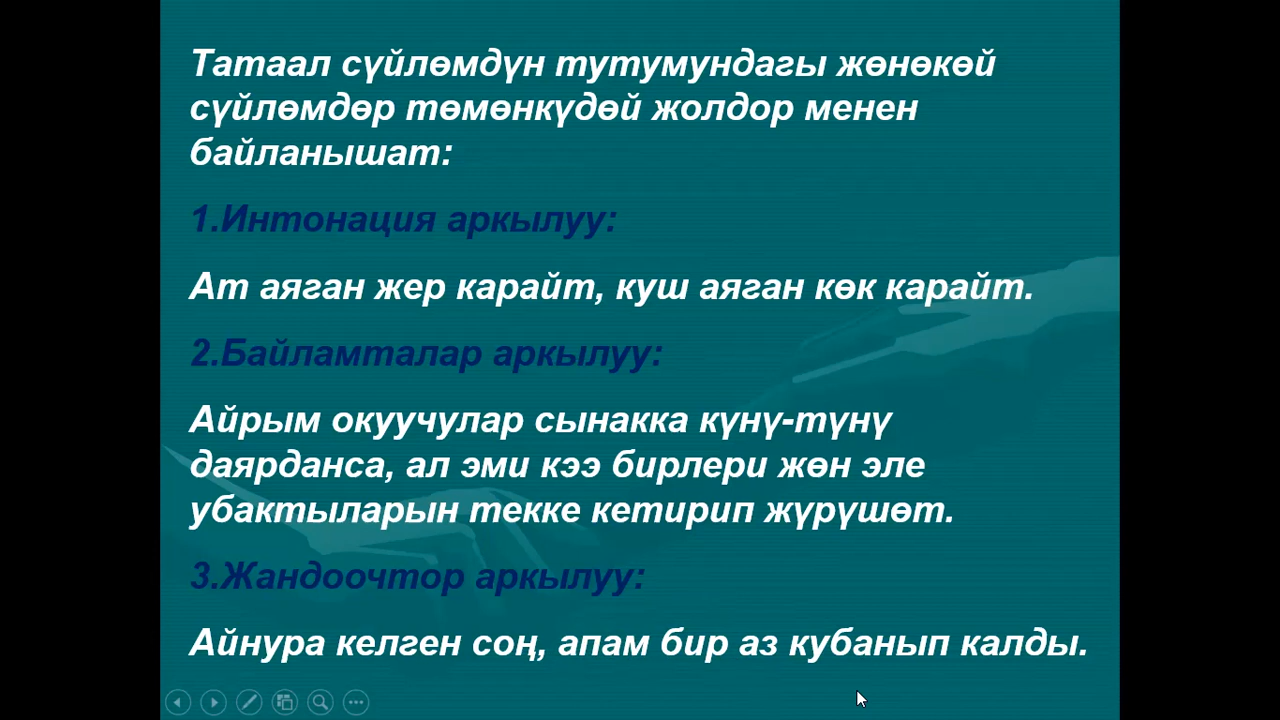 Татаал сүйлөмдүн тутумундагы жөнөкөй
сүйлөмдөр төмөнкүдөй жолдор менен
байланышат:
1.Интонация аркылуу:
Ат аяган жер карайт, куш аяган көк карайт.
2.Байламталар аркылуу:
Айрым окуучулар сынакка күнү-түнү
даярданса, ал эми кээ бирлери жөн эле
убактыларын текке кетирип жүрүшөт.
3.Жандоочтор аркылуу:
Айнура келген соң, апам бир аз кубанып калды.